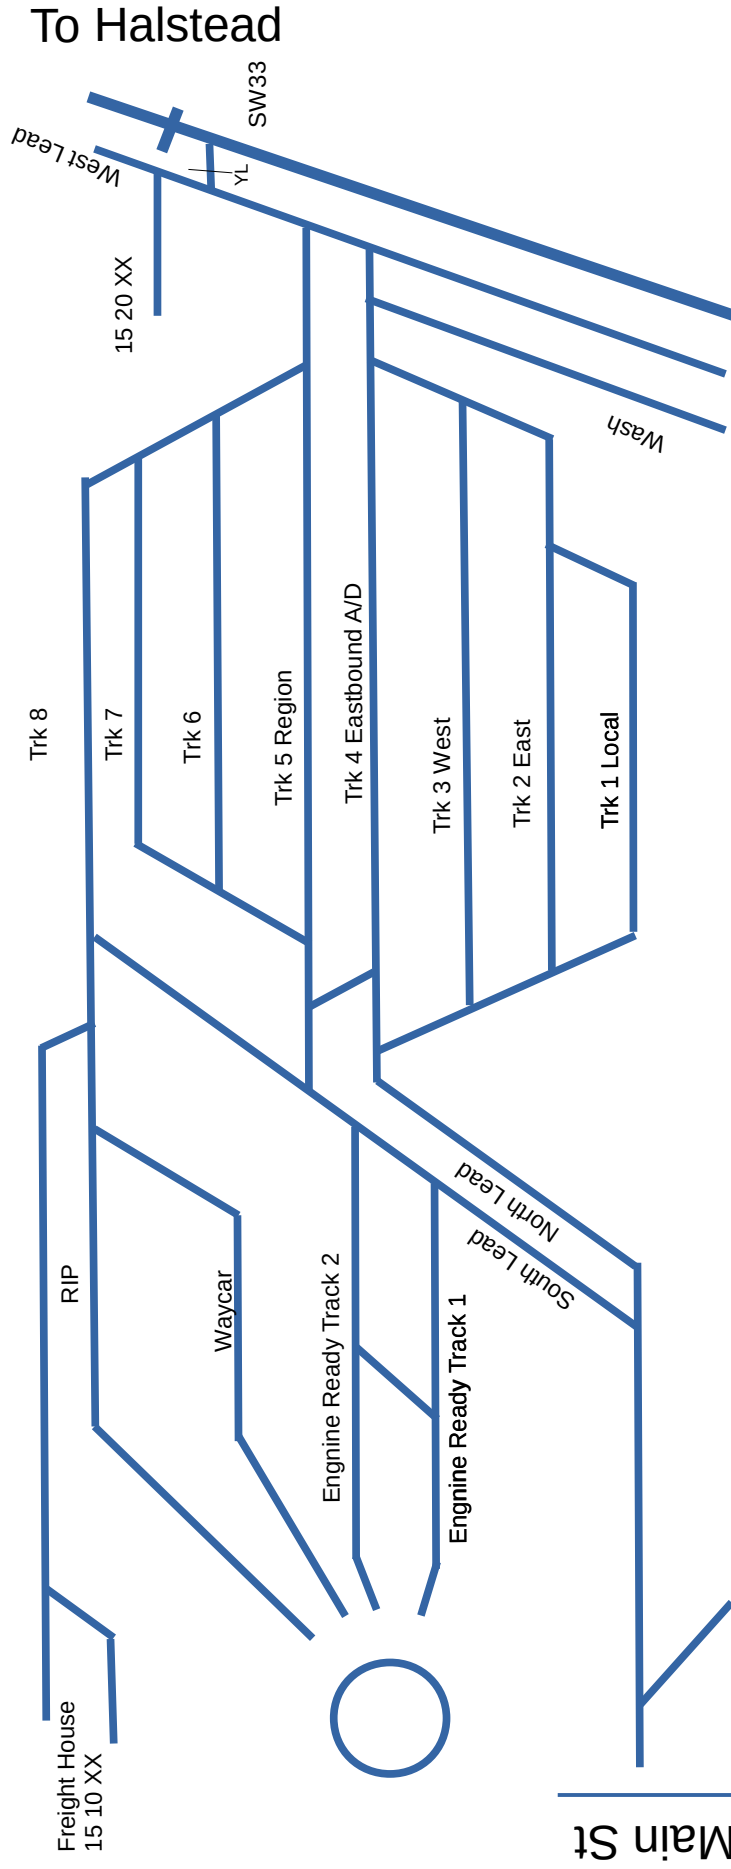 To Halstead
SW33
West Lead
YL
15 20 XX
Wash
Trk 8
Trk 7
Trk 6
Trk 5 Region
Trk 4 Eastbound A/D
Trk 3 West
Trk 2 East
Trk 1 Local
North Lead
South Lead
RIP
Waycar
Engnine Ready Track 2
Engnine Ready Track 1
Freight House
15 10 XX
Main St